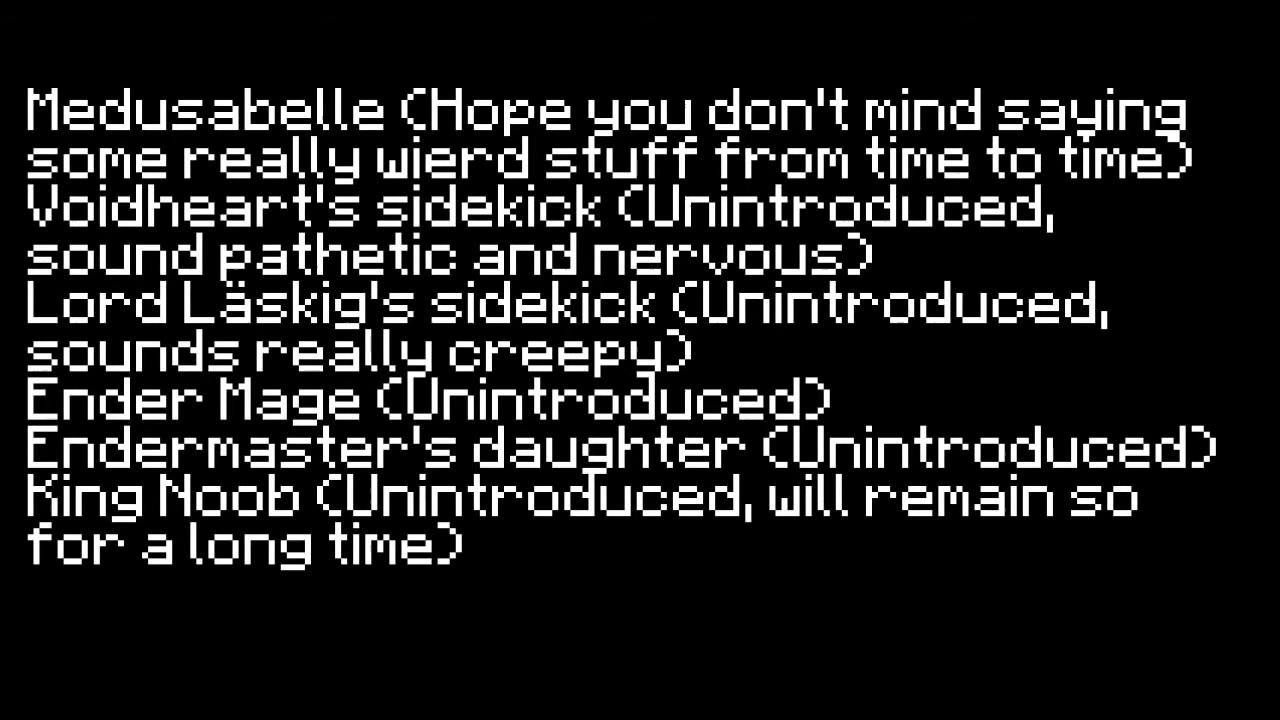 Medusabelle (Hope you don't mind saying
some really wierd stuff from time to time)
Voidheart's sidekick (Unintroduced,
sound pathetic and nervous)
Lord Läskig's sidekick (Unintroduced,
sounds really creepy)
Ender Mage (Unintroduced)
Endermaster's daughter (Unintroduced)
King Noob (Unintroduced, will remain so
for a long time)